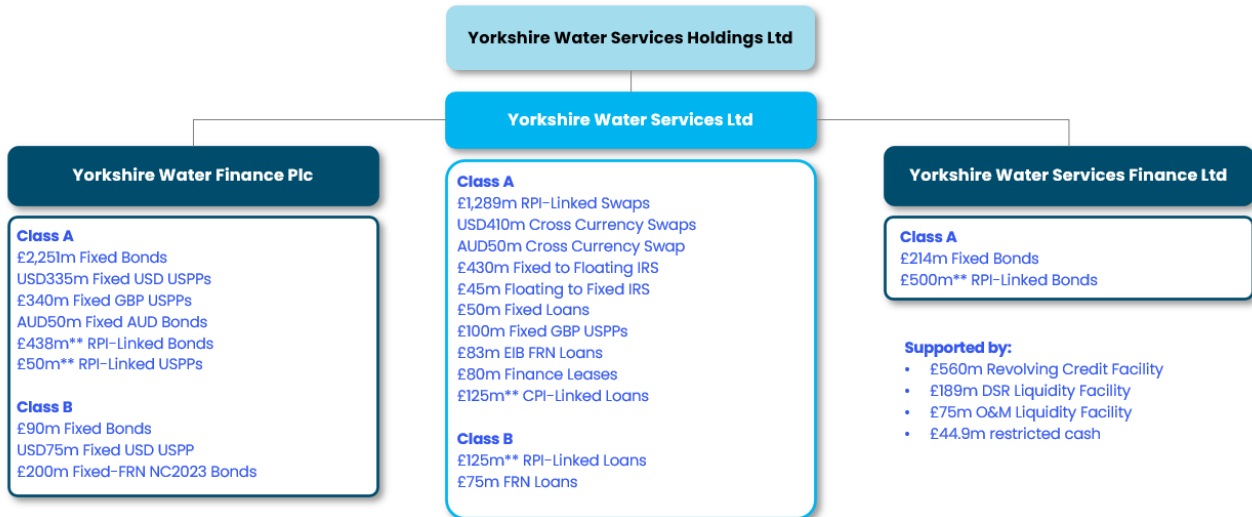 Yorkshire Water Services Holdings Ltd
Yorkshire Water Services Ltd
Yorkshire Water Finance Plc
Class A
£2,251m Fixed Bonds
USD335m Fixed USD USPPs
£340m Fixed GBP USPPs
AUD50m Fixed AUD Bonds
£438m** RPI-Linked Bonds
£50m** RPI-Linked USPPs
Class B
£90m Fixed Bonds
USD75m Fixed USD USPP
£200m Fixed-FRN NC2023 Bonds
Class A
£1,289m RPI-Linked Swaps
USD410m Cross Currency Swaps
AUD50m Cross Currency Swap
£430m Fixed to Floating IRS
£45m Floating to Fixed IRS
£50m Fixed Loans
£100m Fixed GBP USPPs
£83m EIB FRN Loans
£80m Finance Leases
£125m** CPI-Linked Loans
Class B
£125m** RPI-Linked Loans
£75m FRN Loans
Yorkshire Water Services Finance Ltd
Class A
£214m Fixed Bonds
£500m** RPI-Linked Bonds
Supported by:
• £560m Revolving Credit Facility
• £189m DSR Liquidity Facility
• £75m O&M Liquidity Facility
• £44.9m restricted cash